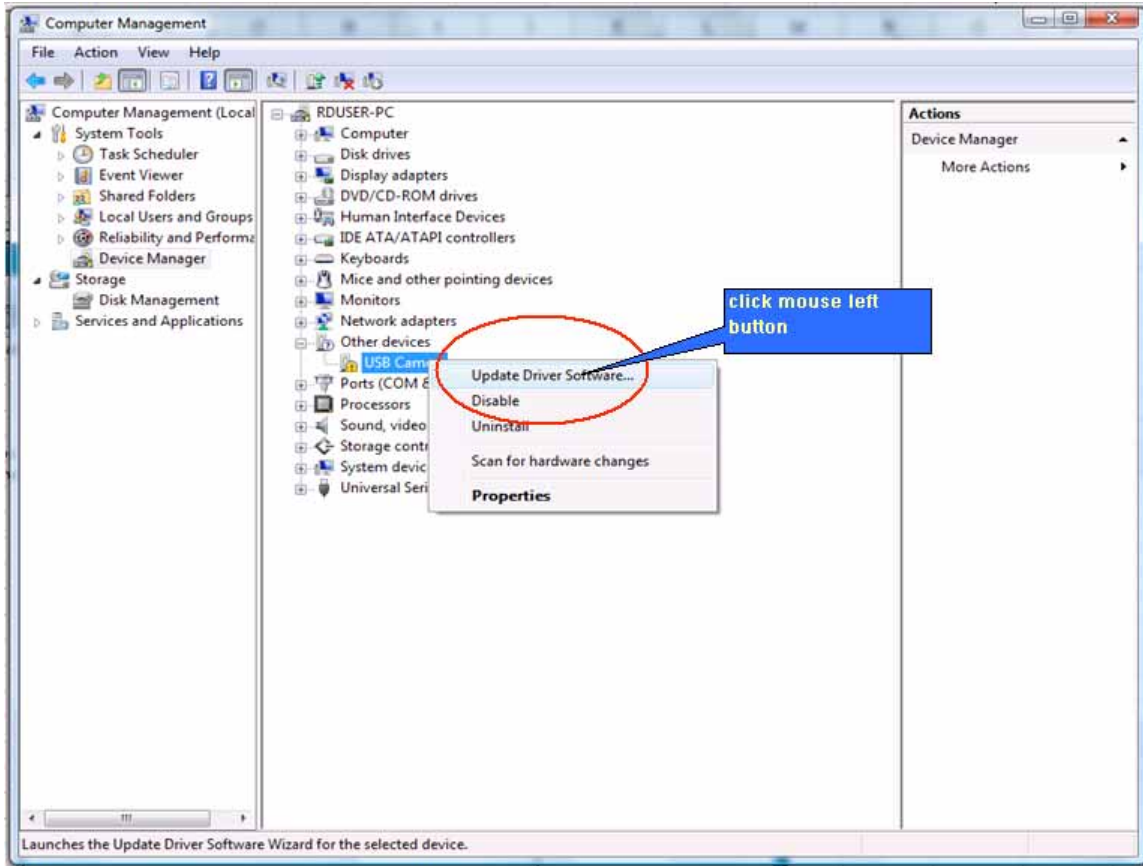 Computer Management
File Action View Help
Computer Management (Local
System Tools
Task Scheduler
Event Viewer
Shared Folders
Local Users and Groups
Reliability and Performa
Device Manager
Storage
Disk Management
Services and Applications
RDUSER-PC
Computer
Disk drives
Display adapters
DVD/CD-ROM drives
Human Interface Devices
IDE ATA/ATAPI controllers
Keyboards
Mice and other pointing devices
Monitors
Network adapters
Other devices
USB Came
Ports (COM &
Processors
Sound, video
Storage contr
System devic
Universal Seri
Update Driver Software...
Disable
Uninstall
Scan for hardware changes
Properties
click mouse left
button
Actions
Device Manager
More Actions
Launches the Update Driver Software Wizard for the selected device.